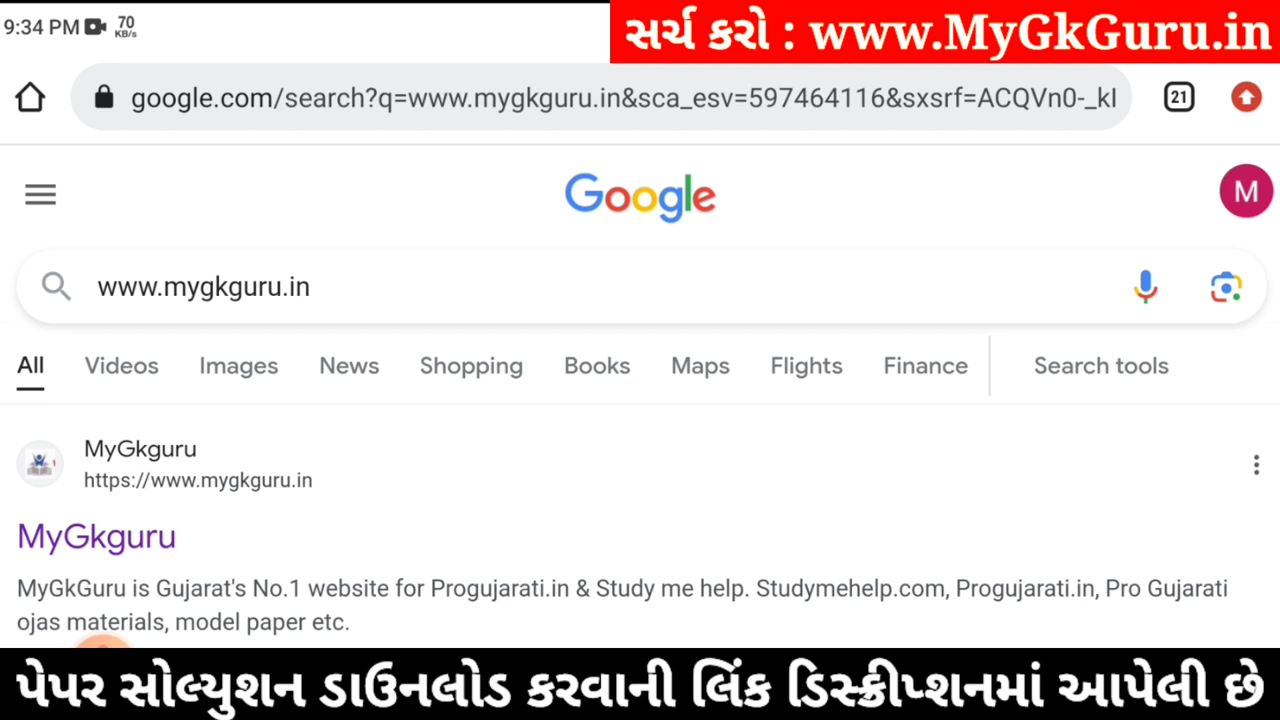 9:34 PM 70 KB/s
સર્ચ કરો : www.MyGkGuru.in
google.com/search?q=www.mygkguru.in&sca_esv=597464116&sxsrf=ACQVn0-_kI
21
Google
M
www.mygkguru.in
All Videos Images News Shopping Books Maps Flights Finance Search tools
MyGkguru
https://www.mygkguru.in
MyGkguru
MyGkGuru is Gujarat's No.1 website for Progujarati.in & Study me help. Studymehelp.com, Progujarati.in, Pro Gujarati
ojas materials, model paper etc.
પેપર સોલ્યુશન ડાઉનલોડ કરવાની લિંક ડિસ્ક્રીપ્શનમાં આપેલી છે